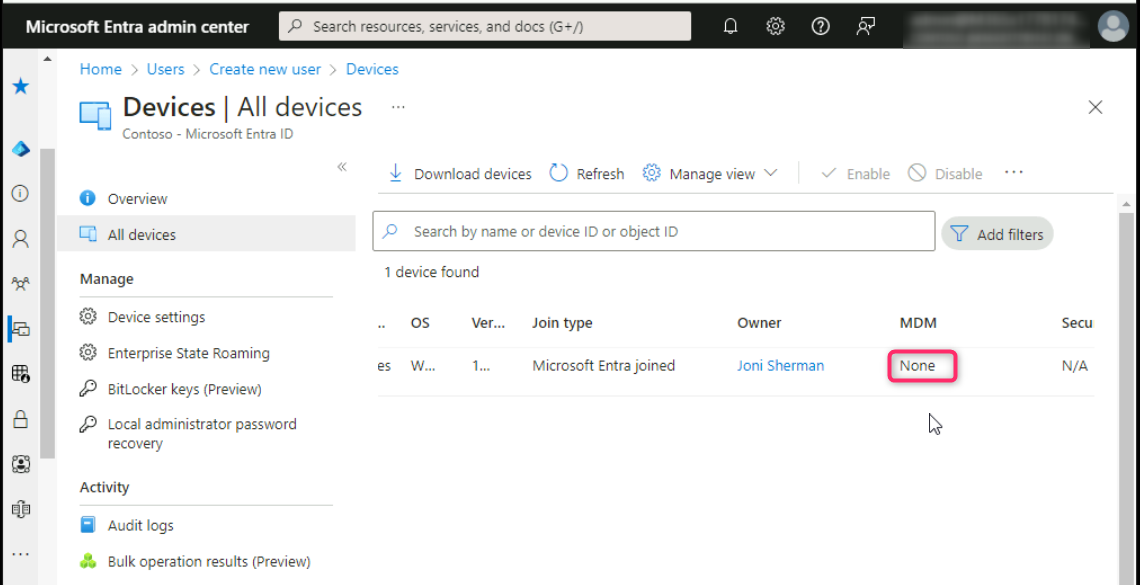 Microsoft Entra admin center
Search resources, services, and docs (G+/)
Home > Users > Create new user > Devices
Devices | All devices ...
Contoso - Microsoft Entra ID
Overview
All devices
Manage
Device settings
Enterprise State Roaming
BitLocker keys (Preview)
Local administrator password
recovery
Activity
Audit logs
Bulk operation results (Preview)
Download devices Refresh Manage view Enable Disable ...
Search by name or device ID or object ID
Add filters
1 device found
.. OS Ver... Join type Owner MDM Secu
es W... 1... Microsoft Entra joined Joni Sherman None N/A